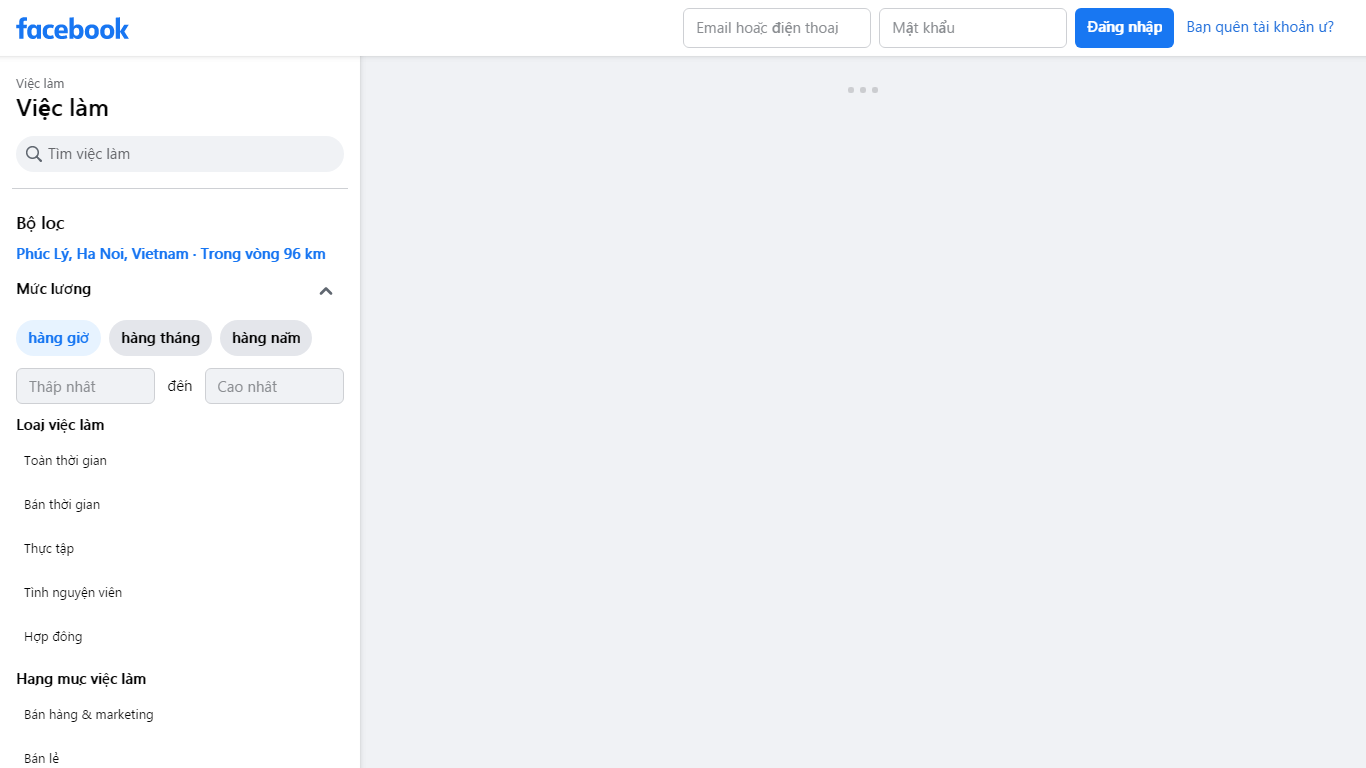 facebook
Email hoặc điện thoại
Mật khẩu
Đăng nhập
Bạn quên tài khoản ư?
Việc làm
Việc làm
Tìm việc làm
Bộ lọc
Phúc Lý, Ha Noi, Vietnam · Trong vòng 96 km
Mức lương
hàng giờ
hàng tháng
hàng năm
Thấp nhất
đến
Cao nhất
Loại việc làm
Toàn thời gian
Bán thời gian
Thực tập
Tình nguyện viên
Hợp đồng
Hạng mục việc làm
Bán hàng & marketing
Bán lẻ